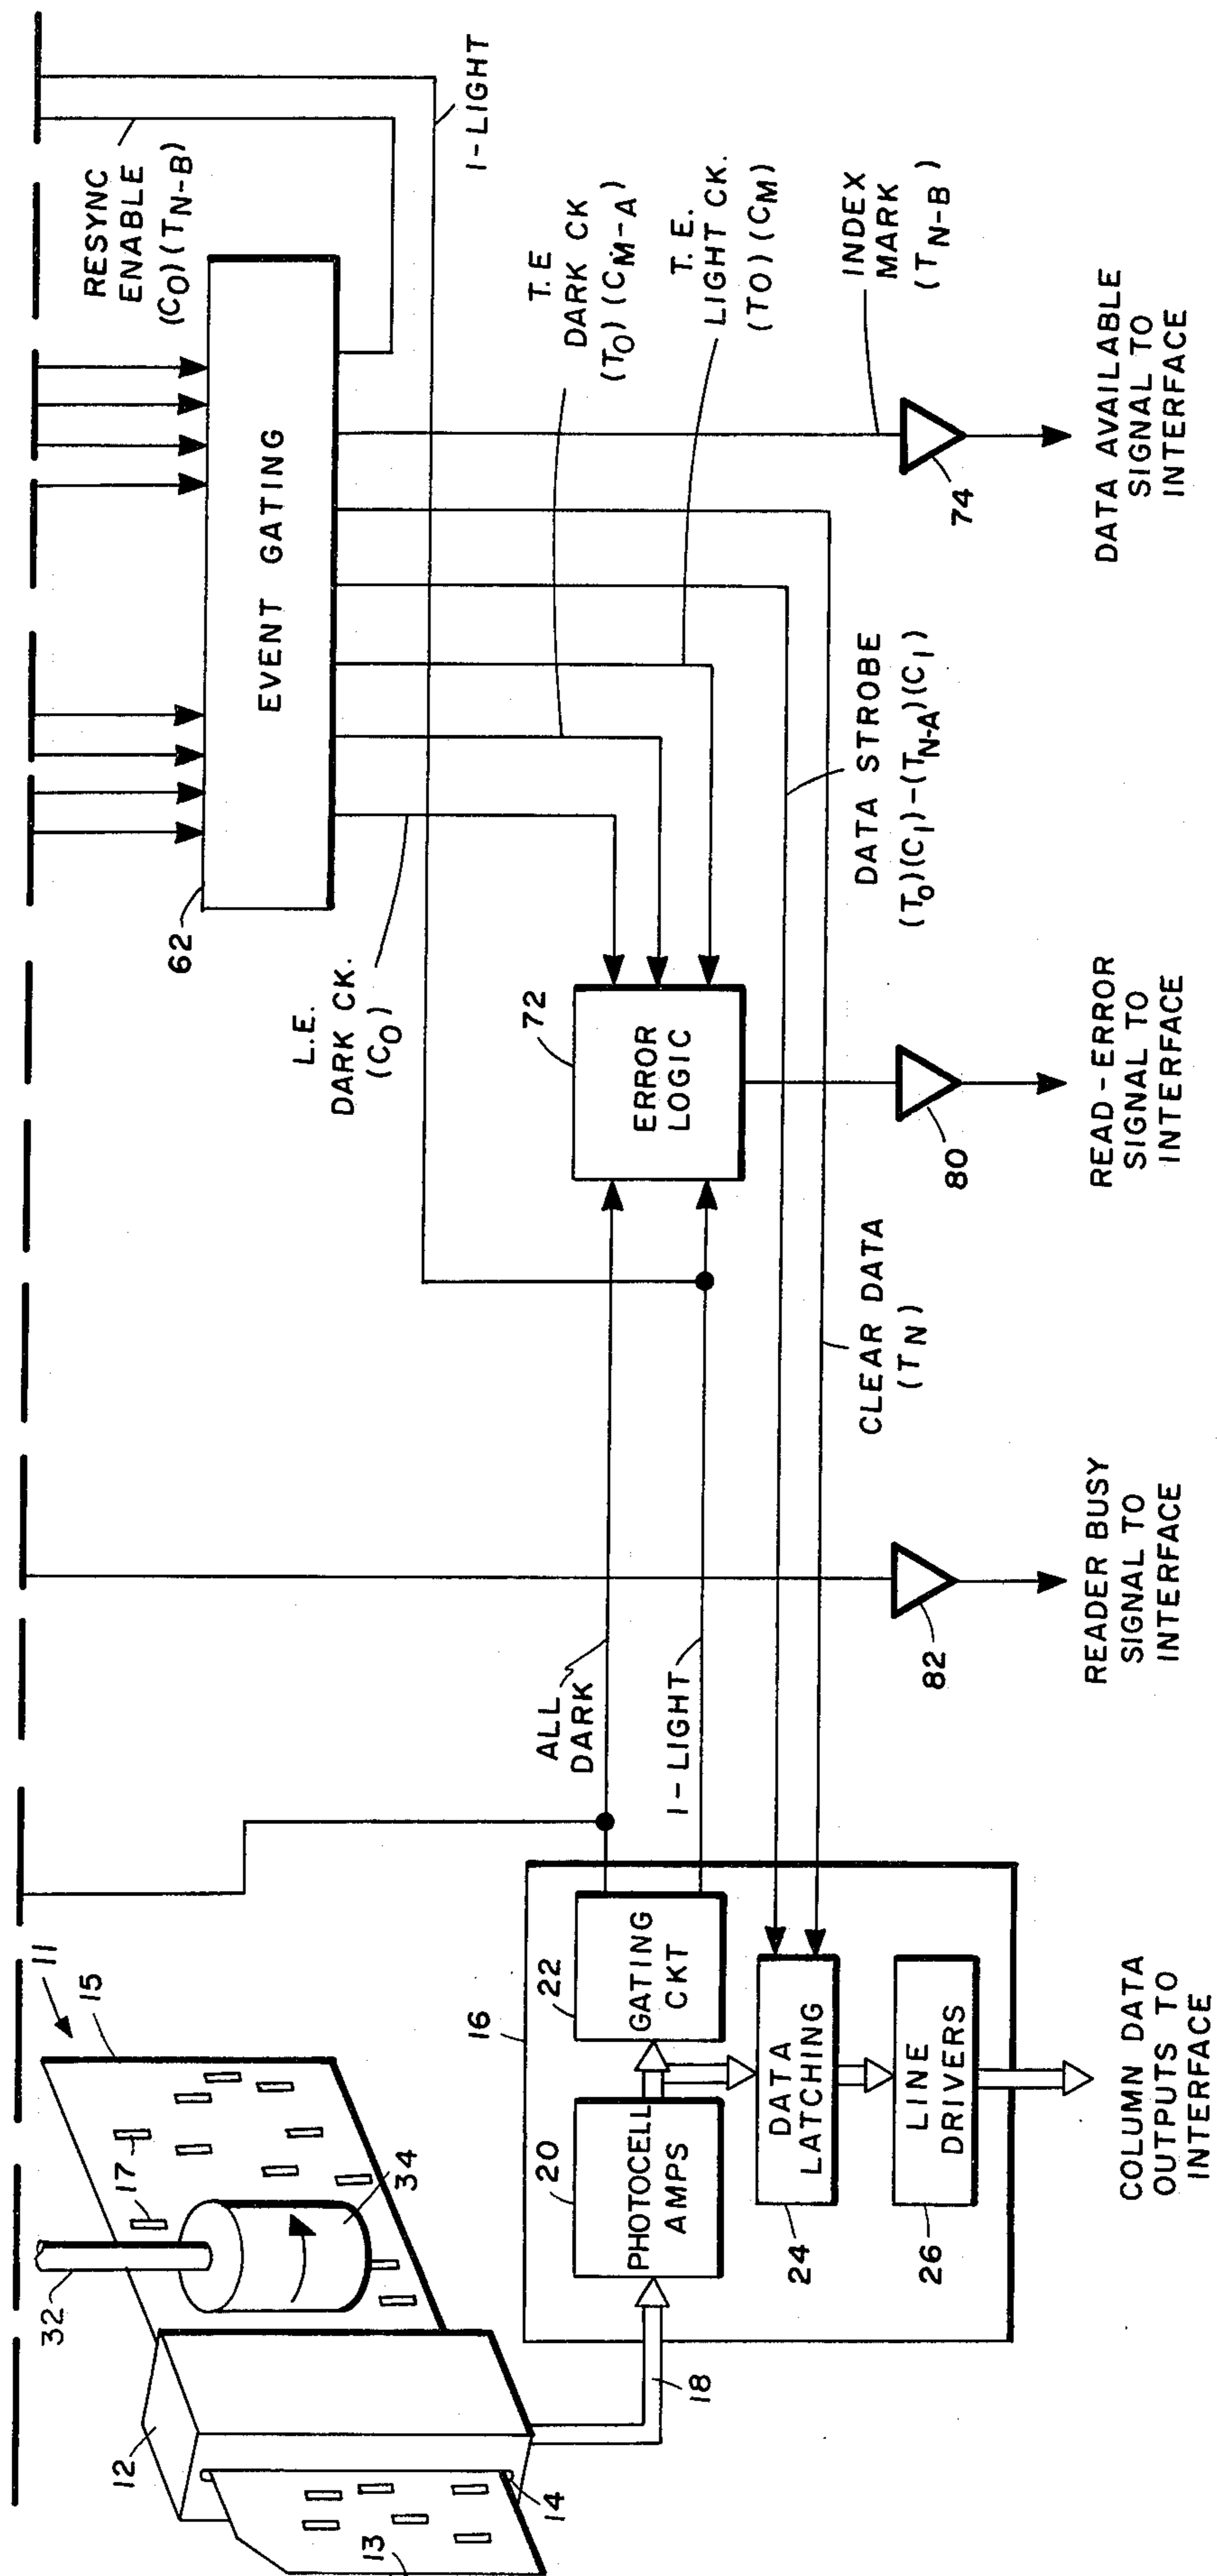 RESYNC
ENABLE
(C0)(TN-B)
1-LIGHT
62
EVENT GATING
L.E.
DARK CK.
(C0)
T.E
DARK CK
(T0)(CM-A)
T. E.
LIGHT CK.
(TO)(CM)
INDEX
MARK
(TN-B)
72
ERROR
LOGIC
DATA STROBE
(T0)(C1)-(TN-A)(C1)
CLEAR DATA
(TN)
74
80
82
DATA AVAILABLE
SIGNAL TO
INTERFACE
READ-ERROR
SIGNAL TO
INTERFACE
READER BUSY
SIGNAL TO
INTERFACE
ALL
DARK
1-LIGHT
11
15
17
32
34
12
13
14
18
16
20
PHOTOCELL
AMPS
22
GATING
CKT
24
DATA
LATCHING
26
LINE
DRIVERS
COLUMN DATA
OUTPUTS TO
INTERFACE